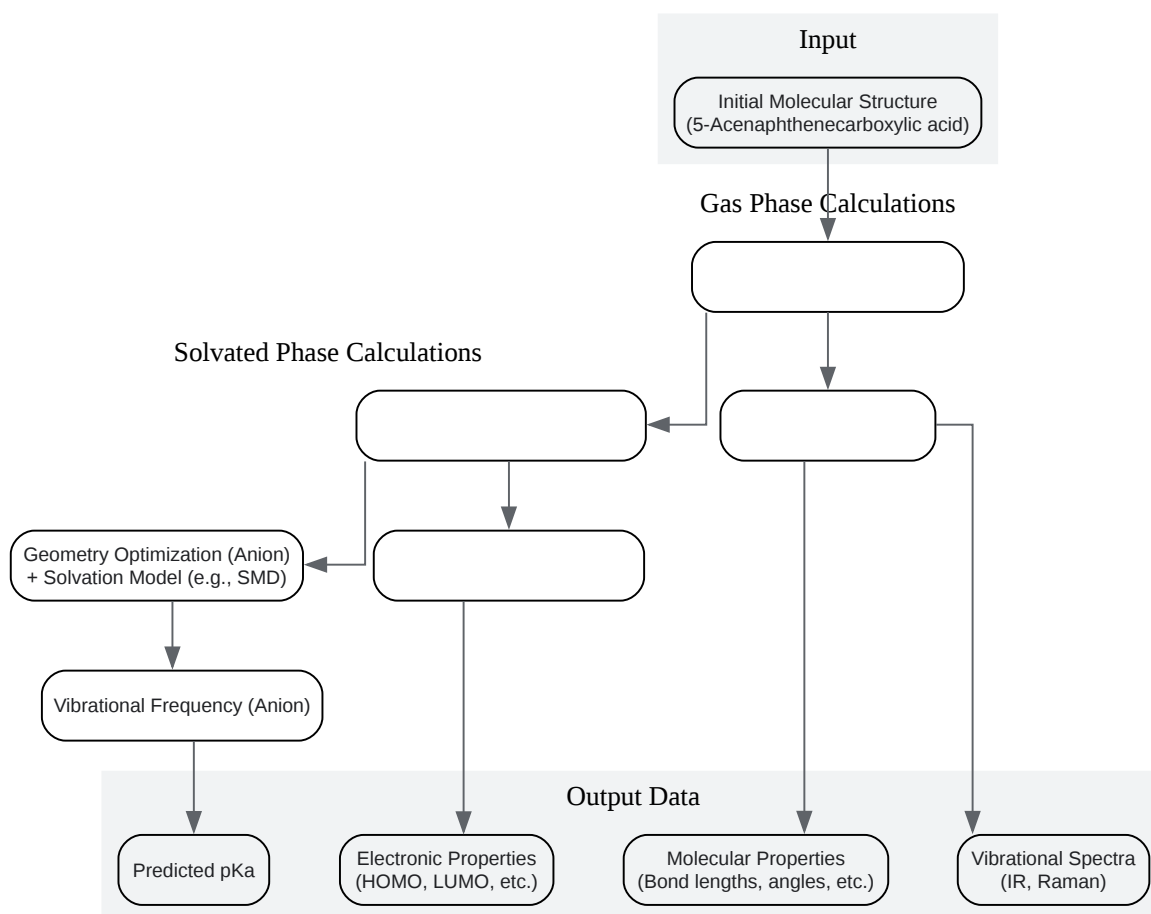 Input
Initial Molecular Structure
(5-Acenaphthenecarboxylic acid)
Gas Phase Calculations
Solvated Phase Calculations
Geometry Optimization (Anion)
+ Solvation Model (e.g., SMD)
Vibrational Frequency (Anion)
Output Data
Predicted pKa
Electronic Properties
(HOMO, LUMO, etc.)
Molecular Properties
(Bond lengths, angles, etc.)
Vibrational Spectra
(IR, Raman)